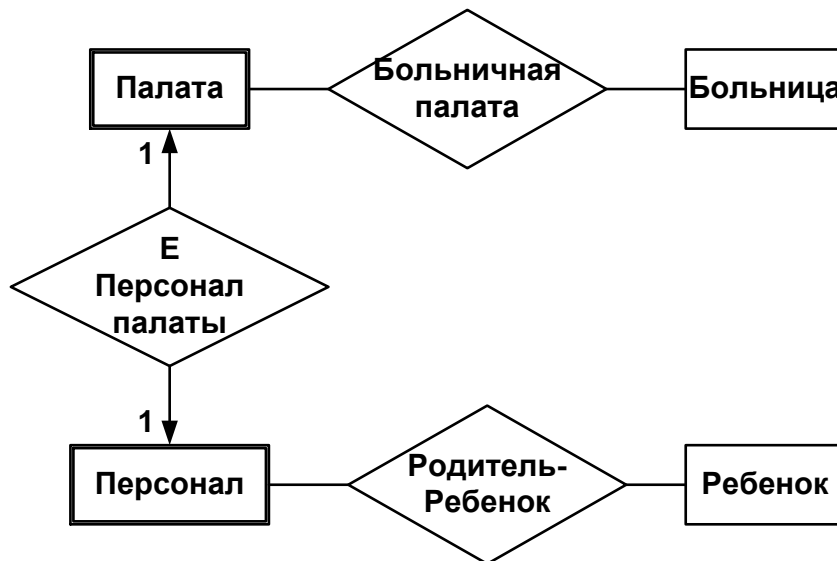 Палата
Больничная
палата
Больница
1
Е
Персонал
палаты
1
Персонал
Родитель-
Ребенок
Ребенок